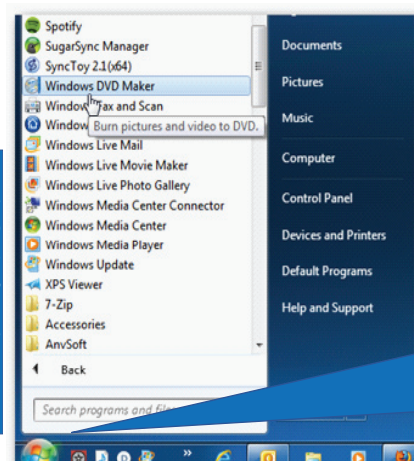 Spotify
SugarSync Manager
SyncToy 2.1(x64)
Windows DVD Maker
Windows Fax and Scan
Window
Burn pictures and video to DVD.
Windows Live Mail
Windows Live Movie Maker
Windows Live Photo Gallery
Windows Media Center Connector
Windows Media Center
Windows Media Player
Windows Update
XPS Viewer
7-Zip
Accessories
AnvSoft
Back
Search programs and files
Documents
Pictures
Music
Computer
Control Panel
Devices and Printers
Default Programs
Help and Support